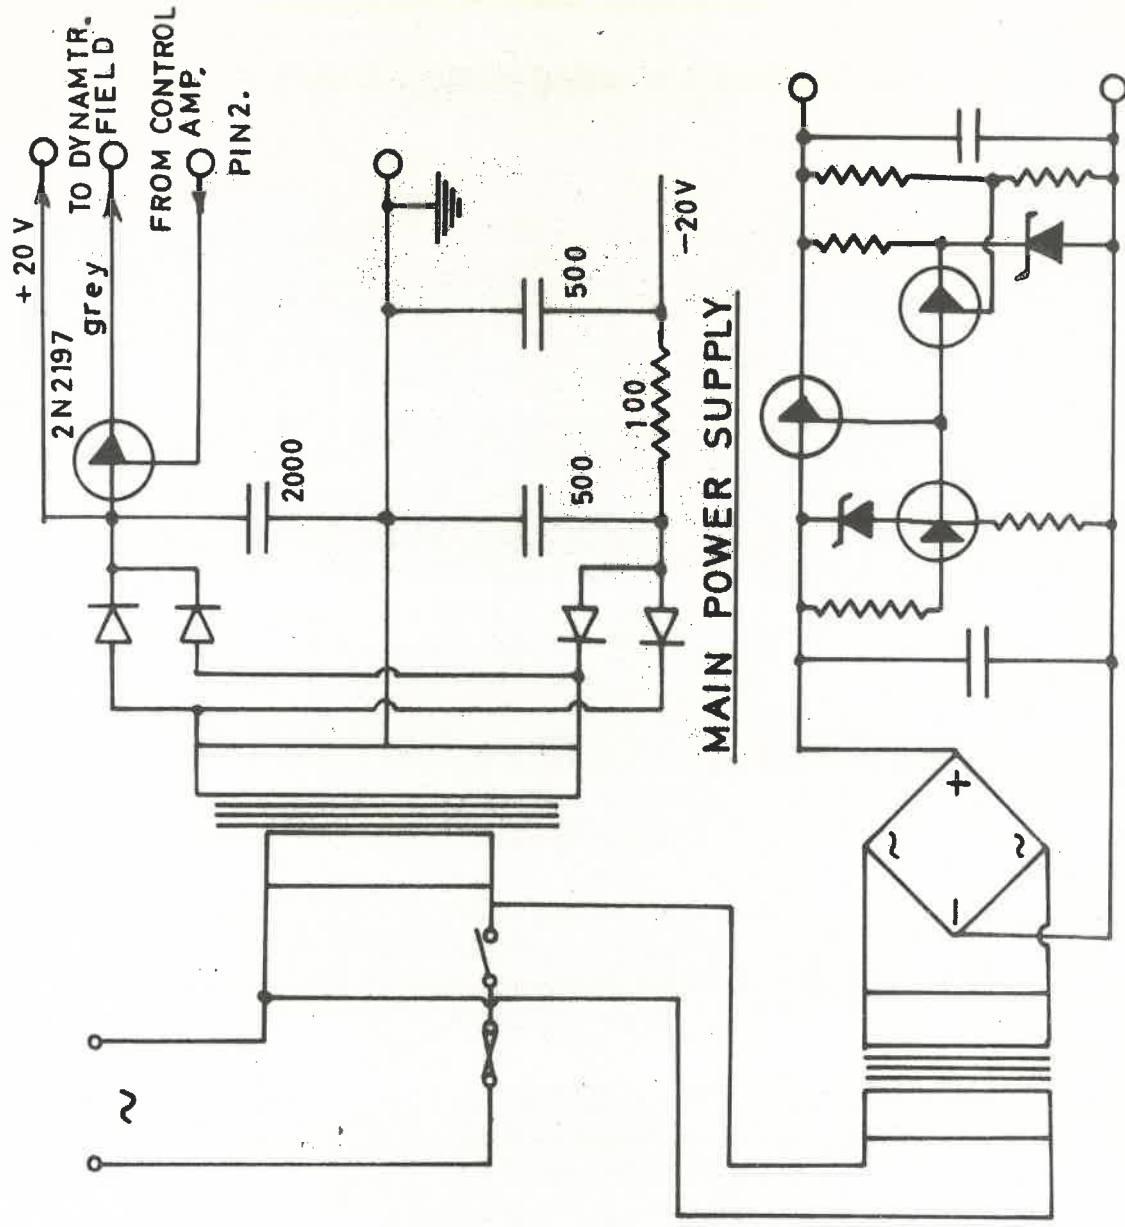 +20 V
TO DYNAMTR.
FIELD
grey
2N2197
FROM CONTROL
AMP.
PIN2.
2000
500
500
100
-20V
MAIN POWER SUPPLY
~
~
+
-
~